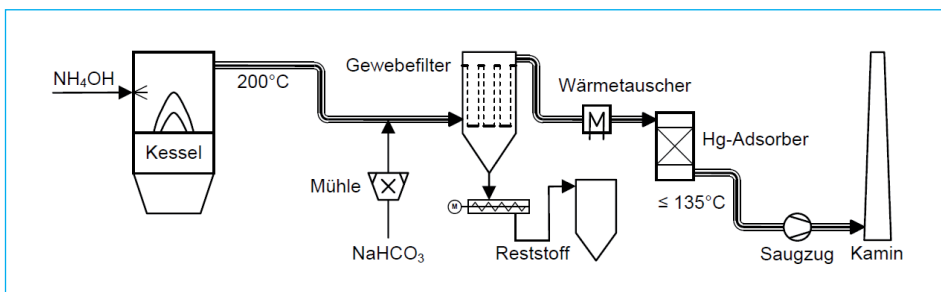 NH₄OH
Kessel
200°C
Mühle
NaHCO₃
Gewebefilter
M
Reststoff
Wärmetauscher
Hg-Adsorber
≤ 135°C
Saugzug
Kamin